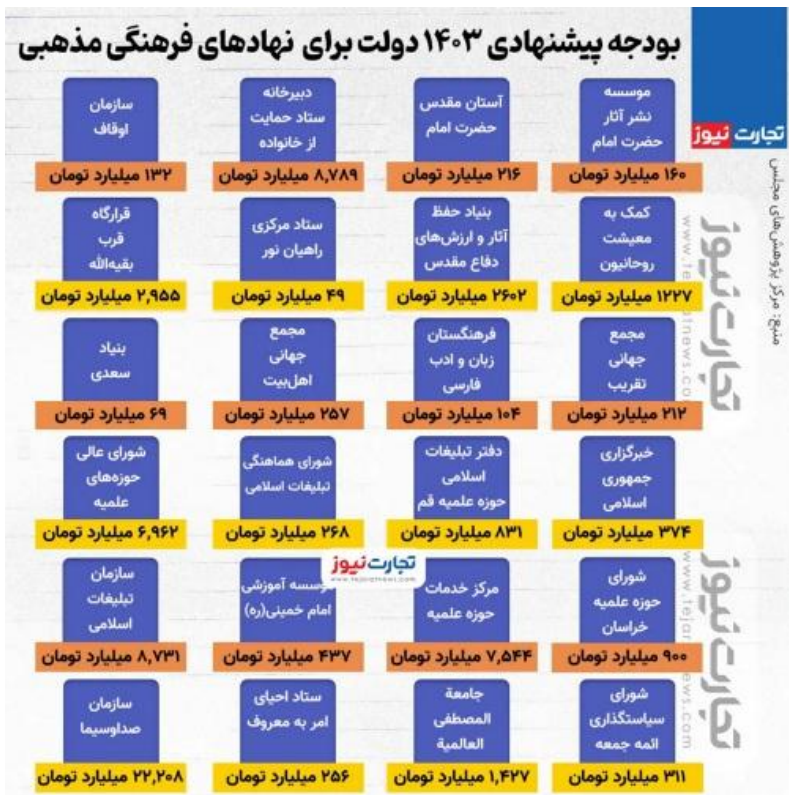 بودجه پیشنهادی ۱۴۰۳ دولت برای نهادهای فرهنگی مذهبی
تجارت نیوز
منبع: مرکز پژوهش‌های مجلس
موسسه
نشر آثار
حضرت امام
۱۶۰ میلیارد تومان
آستان مقدس
حضرت امام
۲۱۶ میلیارد تومان
دبیرخانه
ستاد حمایت
از خانواده
۸,۷۸۹ میلیارد تومان
سازمان
اوقاف
۱۳۲ میلیارد تومان
کمک به
معیشت
روحانیون
۱۲۲۷ میلیارد تومان
بنیاد حفظ
آثار و ارزش‌های
دفاع مقدس
۲۶۰۲ میلیارد تومان
ستاد مرکزی
راهیان نور
۴۹ میلیارد تومان
قرارگاه
قرب
بقیه‌الله
۲,۹۵۵ میلیارد تومان
مجمع
جهانی
تقریب
۲۱۲ میلیارد تومان
فرهنگستان
زبان و ادب
فارسی
۱۰۴ میلیارد تومان
مجمع
جهانی
اهل‌بیت
۲۵۷ میلیارد تومان
بنیاد
سعدی
۶۹ میلیارد تومان
خبرگزاری
جمهوری
اسلامی
۳۷۴ میلیارد تومان
دفتر تبلیغات
اسلامی
حوزه علمیه قم
۸۳۱ میلیارد تومان
شورای هماهنگی
تبلیغات اسلامی
۲۶۸ میلیارد تومان
شورای عالی
حوزه‌های
علمیه
۶,۹۶۲ میلیارد تومان
تجارت نیوز
www.tejaratnews.com
شورای
حوزه علمیه
خراسان
۹۰۰ میلیارد تومان
مرکز خدمات
حوزه علمیه
۷,۵۴۴ میلیارد تومان
موسسه آموزشی
امام خمینی(ره)
۴۳۷ میلیارد تومان
سازمان
تبلیغات
اسلامی
۸,۷۳۱ میلیارد تومان
شورای
سیاستگذاری
ائمه جمعه
۳۱۱ میلیارد تومان
جامعة
المصطفی
العالمیة
۱,۴۲۷ میلیارد تومان
ستاد احیای
امر به معروف
۲۵۶ میلیارد تومان
سازمان
صداوسیما
۲۲,۲۰۸ میلیارد تومان
تجارت نیوز
تجارت نیوز